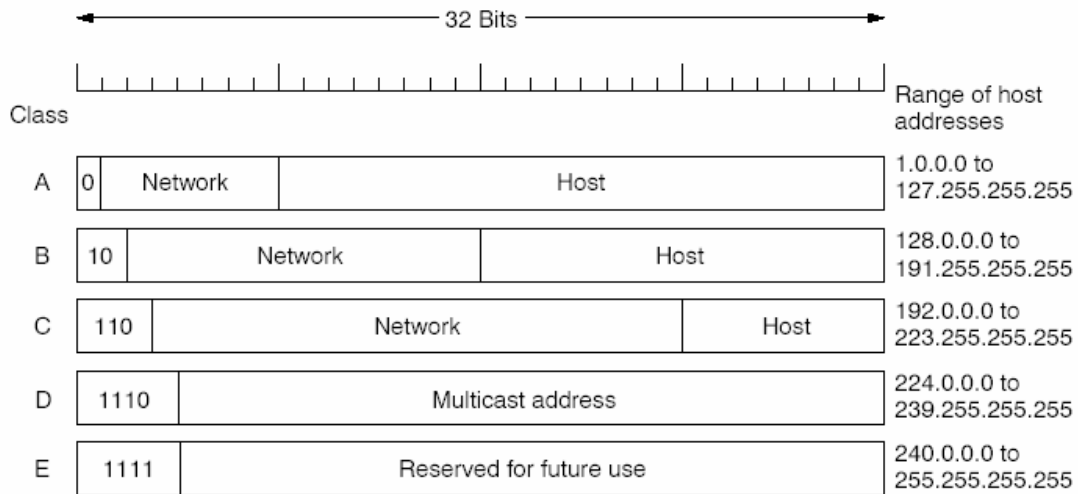 32 Bits
Class
Range of host
addresses
A
0
Network
Host
1.0.0.0 to
127.255.255.255
B
10
Network
Host
128.0.0.0 to
191.255.255.255
C
110
Network
Host
192.0.0.0 to
223.255.255.255
D
1110
Multicast address
224.0.0.0 to
239.255.255.255
E
1111
Reserved for future use
240.0.0.0 to
255.255.255.255